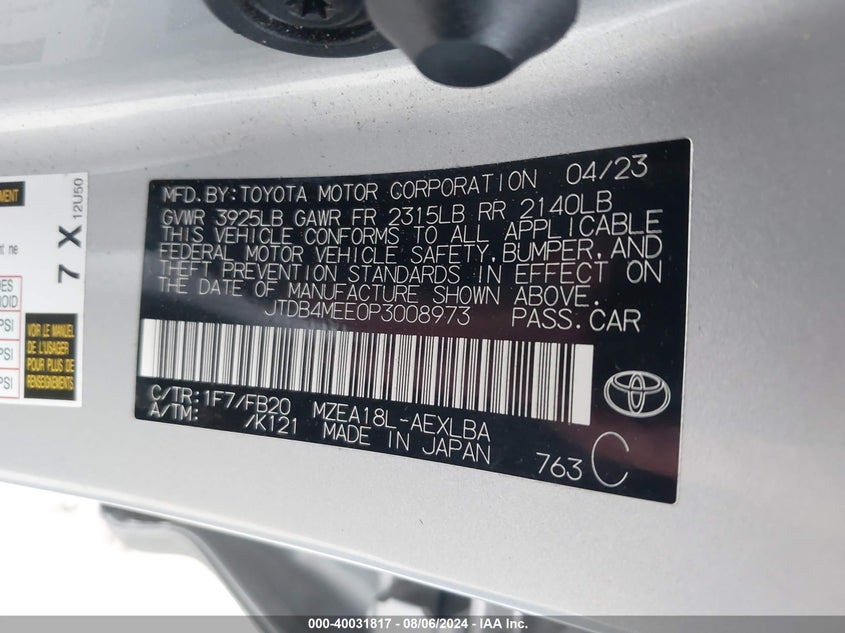 MFD.BY:TOYOTA MOTOR CORPORATION 04/23
GVWR 3925LB GAWR FR 2315LB RR 2140LB
THIS VEHICLE CONFORMS TO ALL APPLICABLE
FEDERAL MOTOR VEHICLE SAFETY,BUMPER,AND
THEFT PREVENTION STANDARDS IN EFFECT ON
THE DATE OF MANUFACTURE SHOWN ABOVE.
JTDB4MEE0P3008973 PASS.CAR
C/TR:1F7/FB20 MZEA18L-AEXLBA
A/TM: /K121 MADE IN JAPAN
763 C
7 X 12U50
PSI
PSI
PSI
VOIR LE MANUEL
DE L'USAGER
POUR PLUS DE
RENSEIGNEMENTS
000-40031817 - 08/06/2024 - IAA Inc.